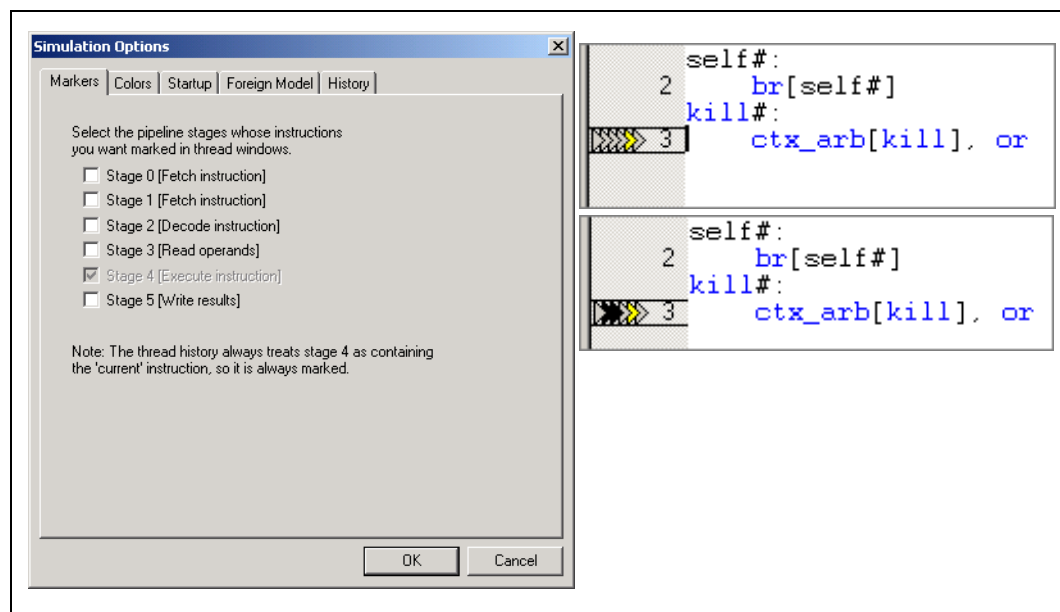 Simulation Options
Markers Colors Startup Foreign Model History
Select the pipeline stages whose instructions
you want marked in thread windows.
Stage 0 [Fetch instruction]
Stage 1 [Fetch instruction]
Stage 2 [Decode instruction]
Stage 3 [Read operands]
Stage 4 [Execute instruction]
Stage 5 [Write results]
Note: The thread history always treats stage 4 as containing
the 'current' instruction, so it is always marked.
OK Cancel
self#:
2 br[self#]
kill#:
3 ctx_arb[kill], or
self#:
2 br[self#]
kill#:
3 ctx_arb[kill], or